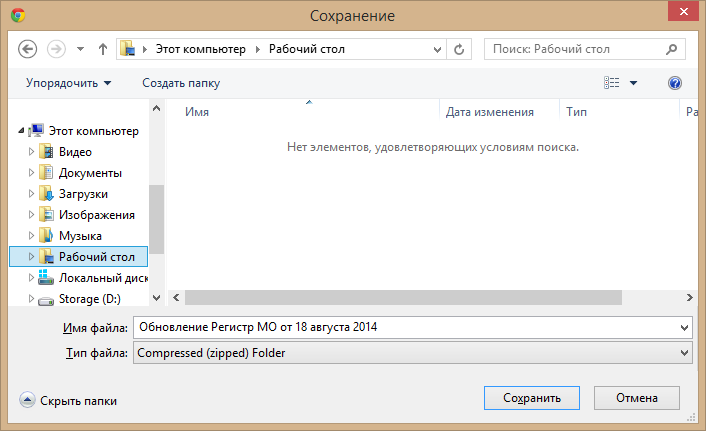 Сохранение
Этот компьютер Рабочий стол
Поиск: Рабочий стол
Упорядочить Создать папку
Имя Дата изменения Тип Ра
Нет элементов, удовлетворяющих условиям поиска.
Этот компьютер
Видео
Документы
Загрузки
Изображения
Музыка
Рабочий стол
Локальный диск
Storage (D:)
Имя файла: Обновление Регистр МО от 18 августа 2014
Тип файла: Compressed (zipped) Folder
Скрыть папки Сохранить Отмена